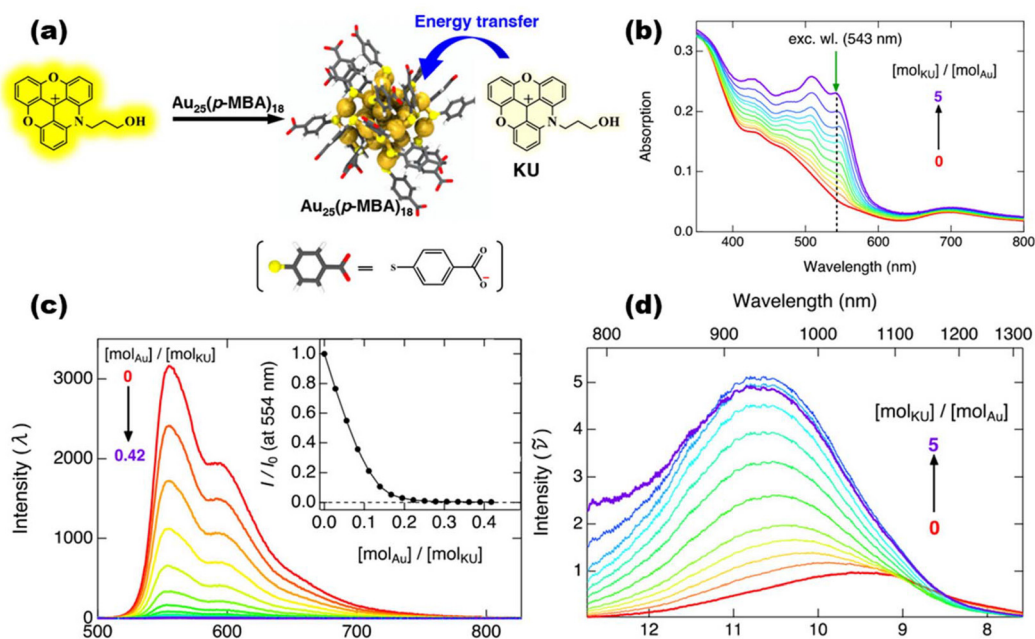 (a)
Energy transfer
O
+
N
OH
O
Au25(p-MBA)18
O
+
N
OH
O
KU
Au25(p-MBA)18
=
S
O
O
−
(b)
exc. wl. (543 nm)
[molKU] / [molAu]
5
0
Absorption
0.3
0.2
0.1
0.0
400 500 600 700 800
Wavelength (nm)
(c)
[molAu] / [molKU]
0
0.42
Intensity (λ)
3000
2000
1000
0
500 600 700 800
I / I0 (at 554 nm)
1.0
0.8
0.6
0.4
0.2
0.0
0.0 0.1 0.2 0.3 0.4
[molAu] / [molKU]
(d)
Wavelength (nm)
800 900 1000 1100 1200 1300
[molKU] / [molAu]
5
0
Intensity (ṽ)
5
4
3
2
1
12 11 10 9 8